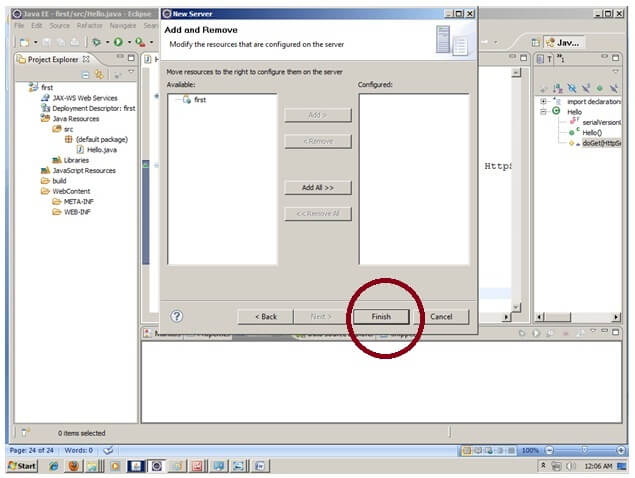 Java EE - first/src/Hello.java - Eclipse
File Edit Source Refactor Navigate Sear
Project Explorer
first
JAX-WS Web Services
Deployment Descriptor: first
Java Resources
src
(default package)
Hello.java
Libraries
JavaScript Resources
build
WebContent
META-INF
WEB-INF
New Server
Add and Remove
Modify the resources that are configured on the server
Move resources to the right to configure them on the server
Available:
Configured:
first
Add >
< Remove
Add All >>
<< Remove All
< Back
Next >
Finish
Cancel
Jav...
import declarations
Hello
serialVersionU
Hello()
doGet(HttpSe
HttpS
0 items selected
Page: 24 of 24 Words: 0
100%
Start
12:06 AM